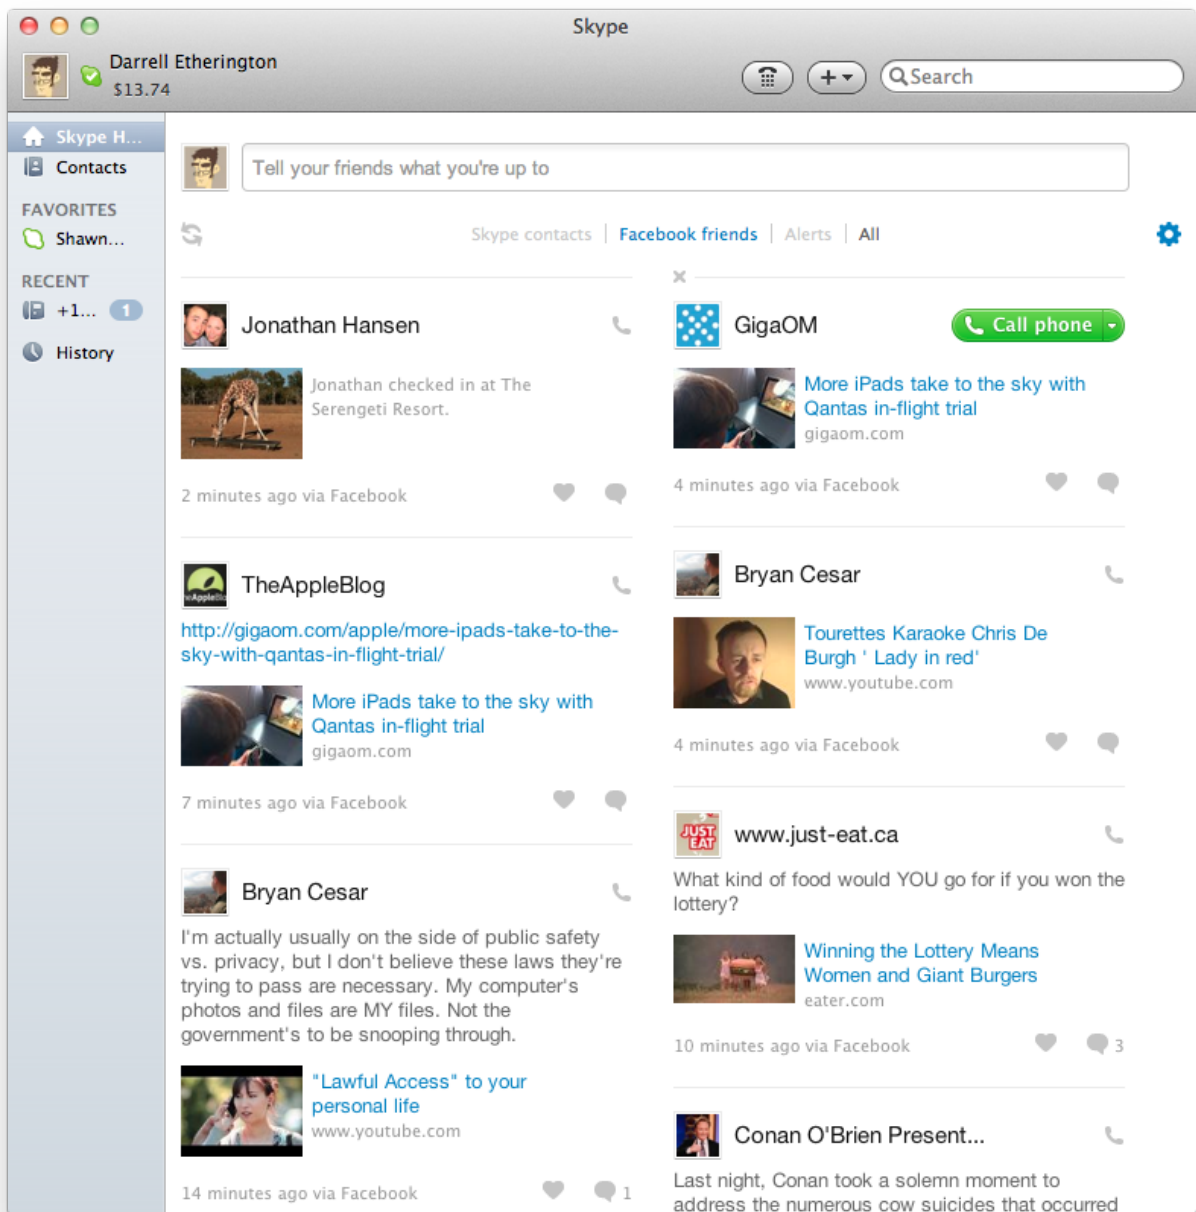 Skype
Darrell Etherington
$13.74
Search
Skype H...
Contacts
FAVORITES
Shawn...
RECENT
+1... 1
History
Tell your friends what you're up to
Skype contacts | Facebook friends | Alerts | All
Jonathan Hansen
Jonathan checked in at The
Serengeti Resort.
2 minutes ago via Facebook
TheAppleBlog
http://gigaom.com/apple/more-ipads-take-to-the-
sky-with-qantas-in-flight-trial/
More iPads take to the sky with
Qantas in-flight trial
gigaom.com
7 minutes ago via Facebook
Bryan Cesar
I'm actually usually on the side of public safety
vs. privacy, but I don't believe these laws they're
trying to pass are necessary. My computer's
photos and files are MY files. Not the
government's to be snooping through.
"Lawful Access" to your
personal life
www.youtube.com
14 minutes ago via Facebook
1
GigaOM
Call phone
More iPads take to the sky with
Qantas in-flight trial
gigaom.com
4 minutes ago via Facebook
Bryan Cesar
Tourettes Karaoke Chris De
Burgh ' Lady in red'
www.youtube.com
4 minutes ago via Facebook
JUST
EAT
www.just-eat.ca
What kind of food would YOU go for if you won the
lottery?
Winning the Lottery Means
Women and Giant Burgers
eater.com
10 minutes ago via Facebook
3
Conan O'Brien Present...
Last night, Conan took a solemn moment to
address the numerous cow suicides that occurred